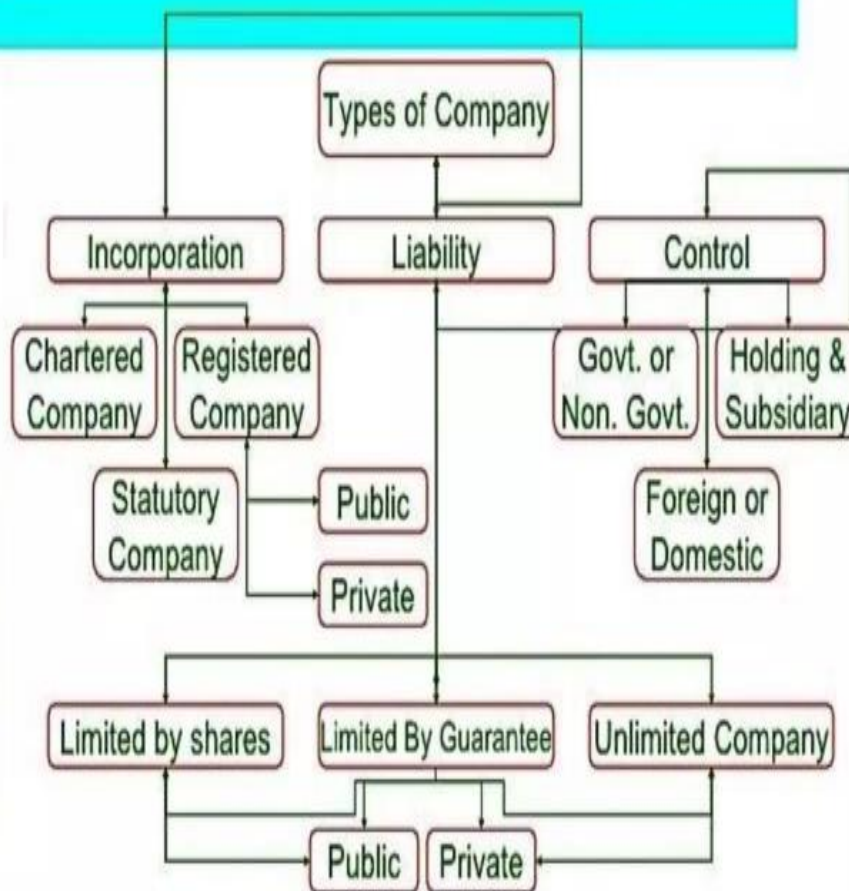 Types of Company
Incorporation
Liability
Control
Chartered
Company
Registered
Company
Govt. or
Non. Govt.
Holding &
Subsidiary
Statutory
Company
Public
Private
Foreign or
Domestic
Limited by shares
Limited By Guarantee
Unlimited Company
Public
Private